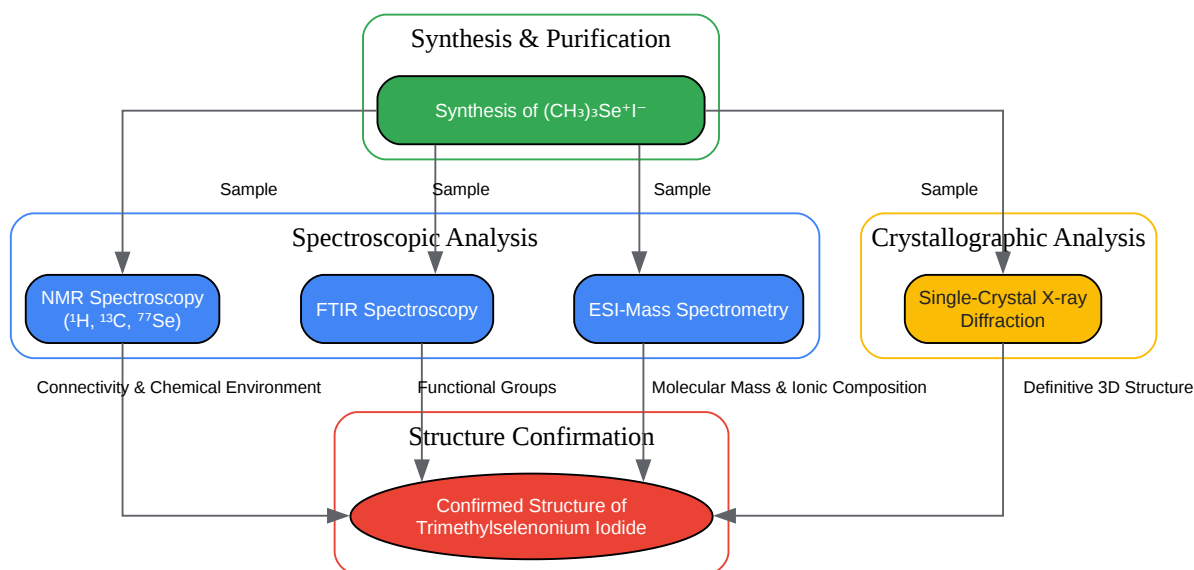 Synthesis & Purification
Synthesis of (CH₃)₃Se⁺I⁻
Sample
Sample
Sample
Sample
Spectroscopic Analysis
Crystallographic Analysis
NMR Spectroscopy
(¹H, ¹³C, ⁷⁷Se)
FTIR Spectroscopy
ESI-Mass Spectrometry
Single-Crystal X-ray
Diffraction
Connectivity & Chemical Environment
Functional Groups
Molecular Mass & Ionic Composition
Definitive 3D Structure
Structure Confirmation
Confirmed Structure of
Trimethylselenonium Iodide